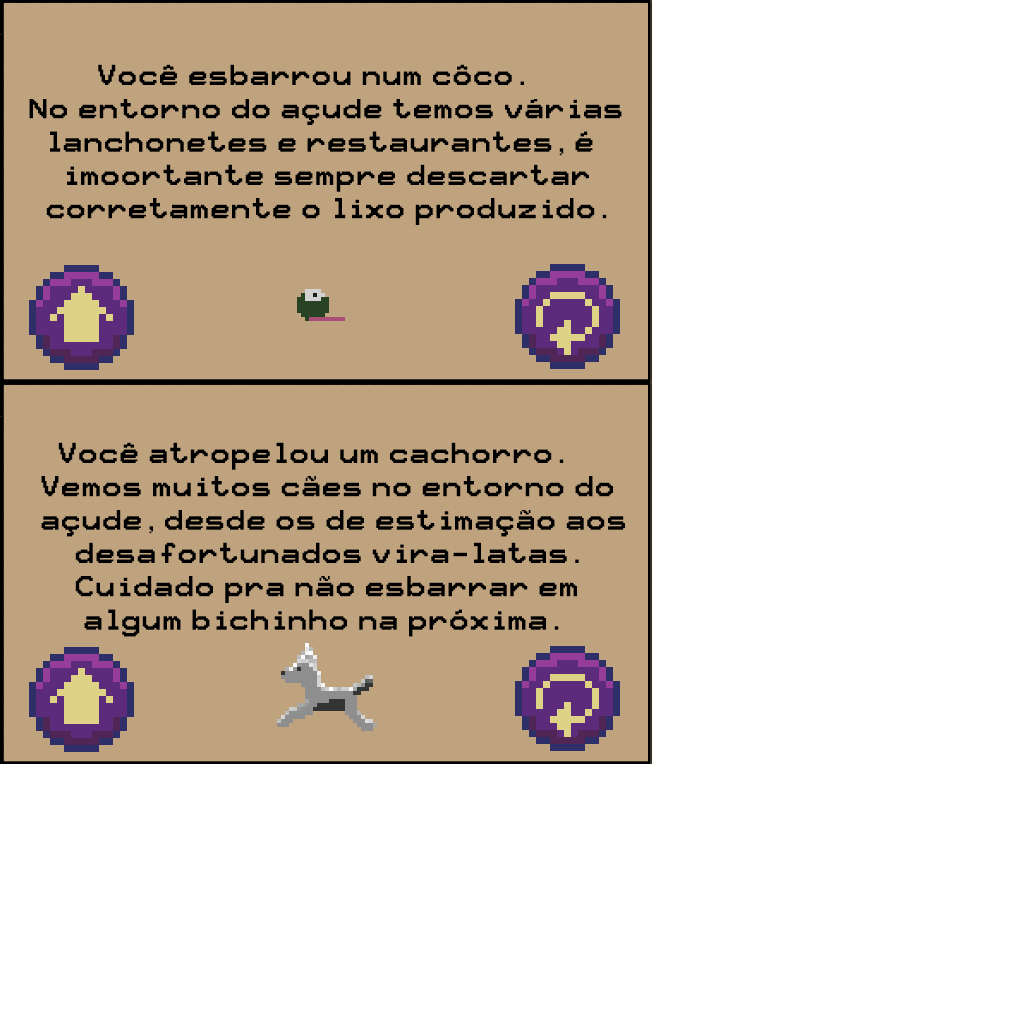 Você esbarrou num côco.
No entorno do açude temos várias
lanchonetes e restaurantes, é
imoortante sempre descartar
corretamente o lixo produzido.
Você atropelou um cachorro.
Vemos muitos cães no entorno do
açude, desde os de estimação aos
desafortunados vira-latas.
Cuidado pra não esbarrar em
algum bichinho na próxima.